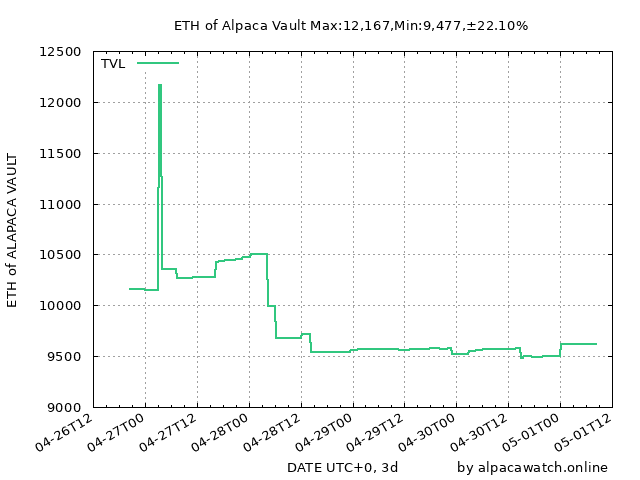 ETH of Alpaca Vault Max:12,167,Min:9,477,±22.10%
TVL
12500
12000
11500
11000
10500
10000
9500
9000
ETH of ALAPACA VAULT
04-26T12
04-27T00
04-27T12
04-28T00
04-28T12
04-29T00
04-29T12
04-30T00
04-30T12
05-01T00
05-01T12
DATE UTC+0, 3d
by alpacawatch.online